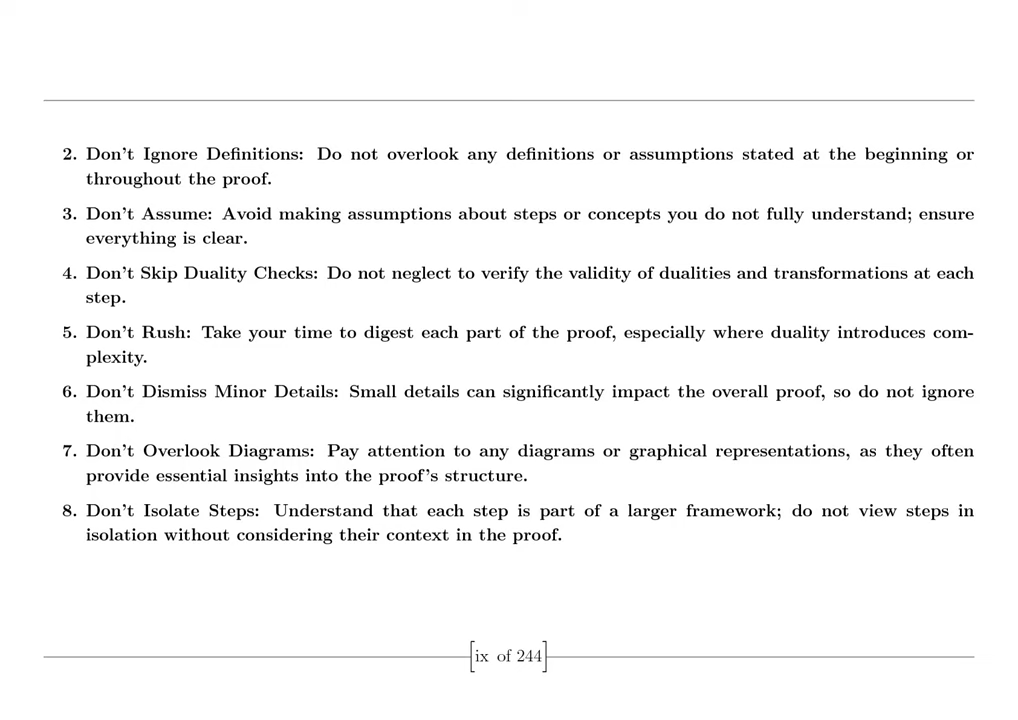 2. Don't Ignore Definitions: Do not overlook any definitions or assumptions stated at the beginning or
throughout the proof.
3. Don't Assume: Avoid making assumptions about steps or concepts you do not fully understand; ensure
everything is clear.
4. Don't Skip Duality Checks: Do not neglect to verify the validity of dualities and transformations at each
step.
5. Don't Rush: Take your time to digest each part of the proof, especially where duality introduces com-
plexity.
6. Don't Dismiss Minor Details: Small details can significantly impact the overall proof, so do not ignore
them.
7. Don't Overlook Diagrams: Pay attention to any diagrams or graphical representations, as they often
provide essential insights into the proof's structure.
8. Don't Isolate Steps: Understand that each step is part of a larger framework; do not view steps in
isolation without considering their context in the proof.
[ix of 244]